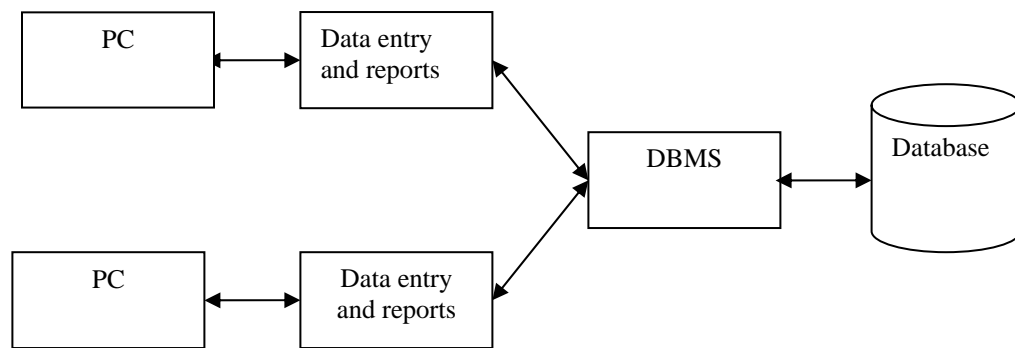 PC
Data entry
and reports
DBMS
Database
PC
Data entry
and reports